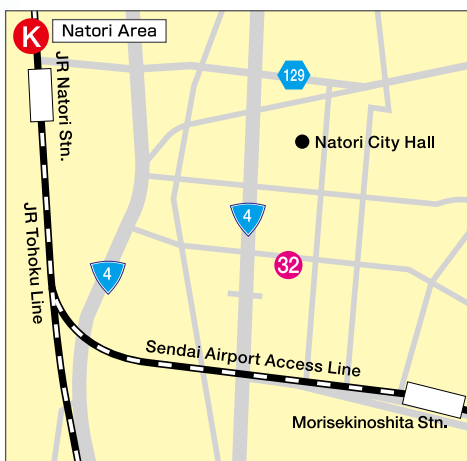 K Natori Area
JR Natori Stn.
129
Natori City Hall
4
32
4
JR Tohoku Line
Sendai Airport Access Line
Morisekinoshita Stn.